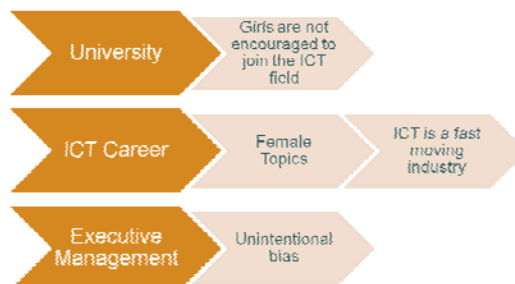 University
Girls are not
encouraged to
join the ICT
field
ICT Career
Female
Topics
ICT is a fast
moving
industry
Executive
Management
Unintentional
bias